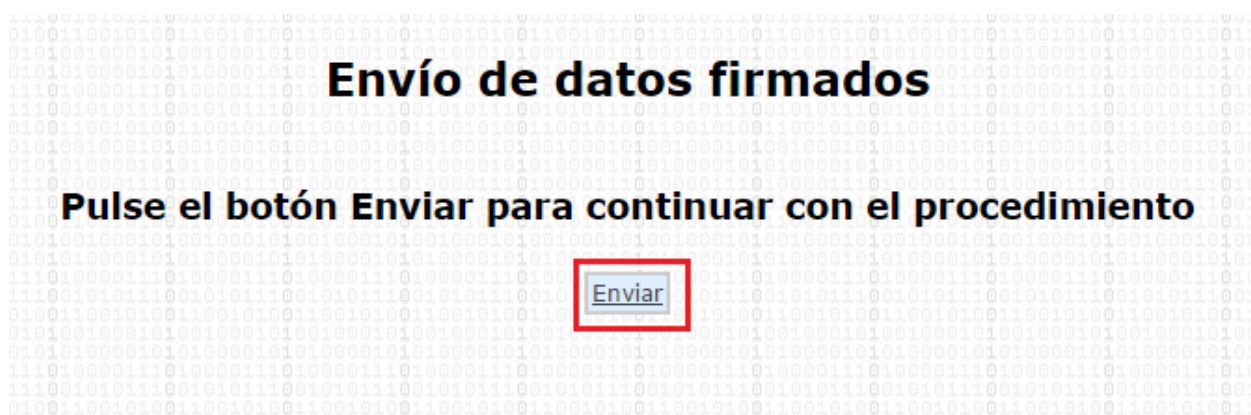 Envío de datos firmados
Pulse el botón Enviar para continuar con el procedimiento
Enviar